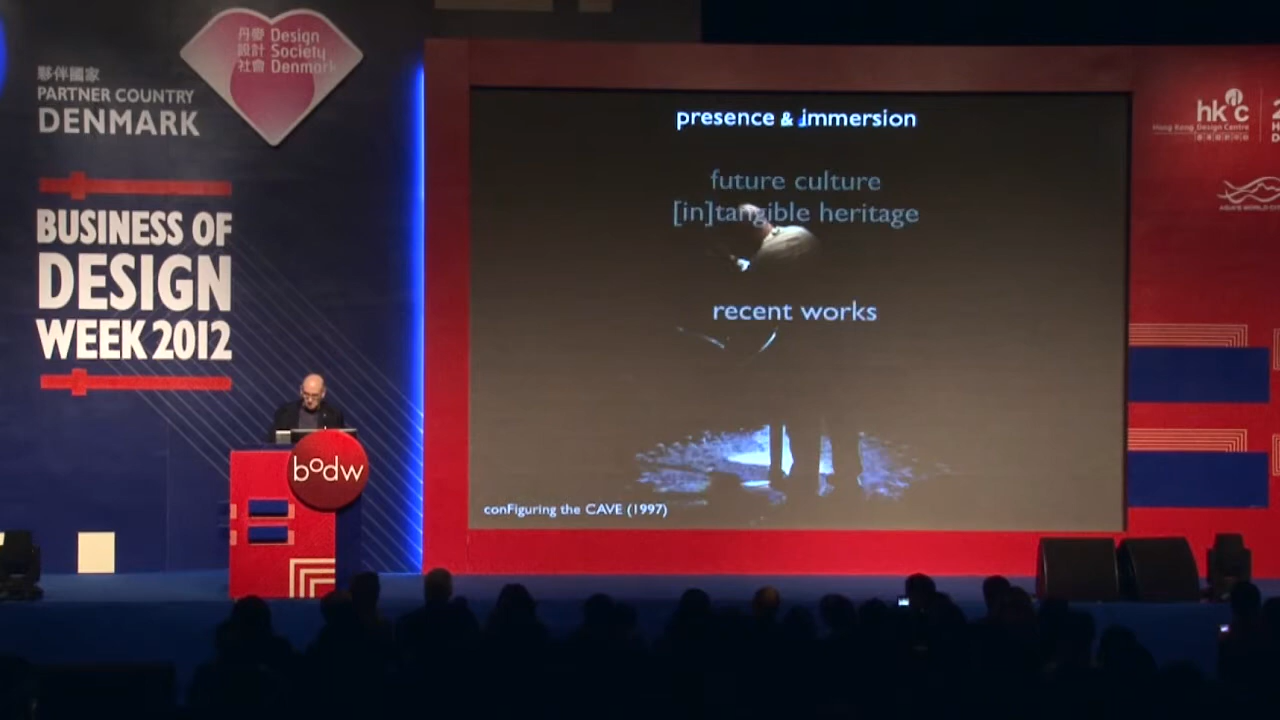 丹麥 Design
設計 Society
社會 Denmark
夥伴國家
PARTNER COUNTRY
DENMARK
BUSINESS OF
DESIGN
WEEK 2012
bodw
presence & immersion
future culture
[in]tangible heritage
recent works
conFiguring the CAVE (1997)
hkdc
Hong Kong Design Centre
ASIA'S WORLD